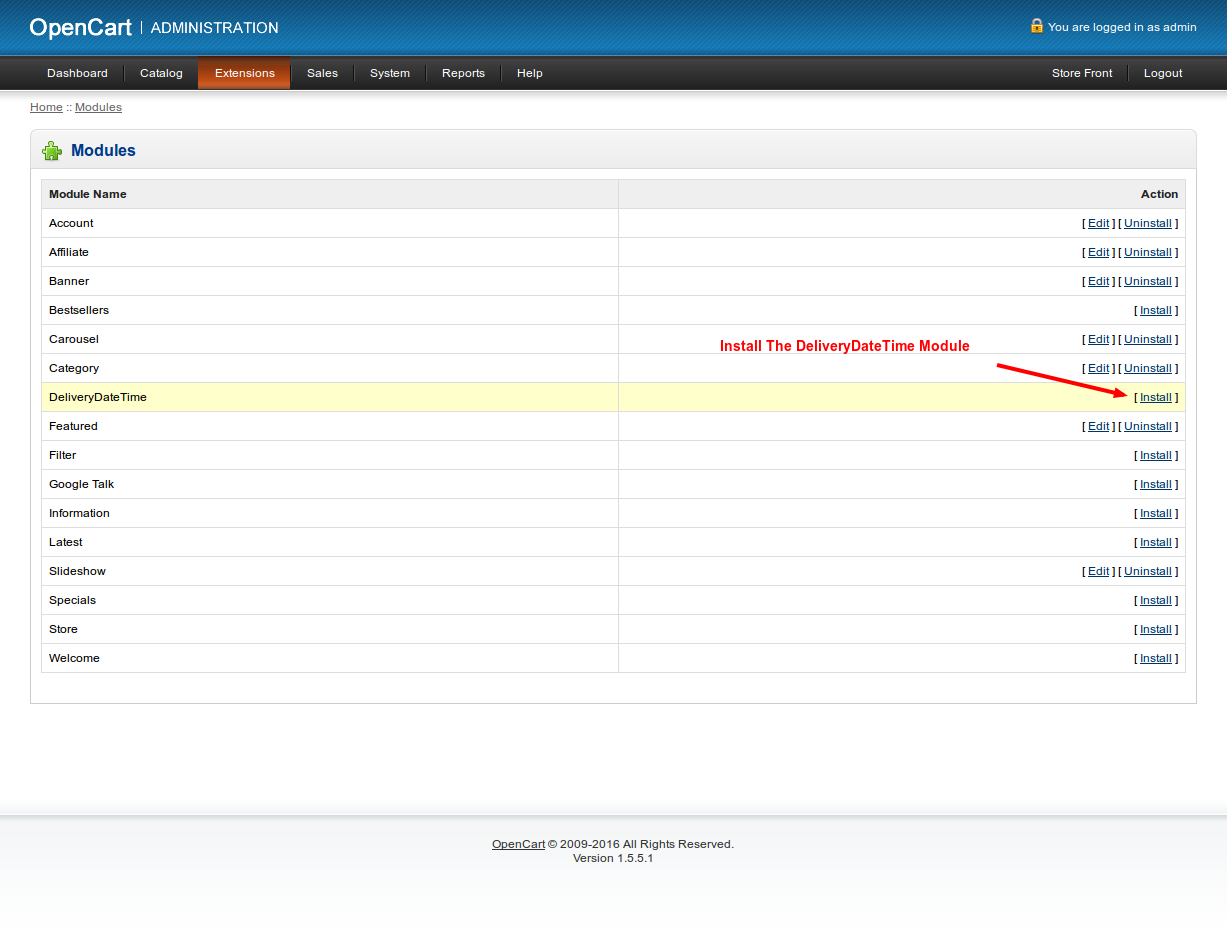 OpenCart | ADMINISTRATION
You are logged in as admin
Dashboard Catalog Extensions Sales System Reports Help Store Front Logout
Home :: Modules
Modules
Module Name Action
Account [ Edit ] [ Uninstall ]
Affiliate [ Edit ] [ Uninstall ]
Banner [ Edit ] [ Uninstall ]
Bestsellers [ Install ]
Carousel [ Edit ] [ Uninstall ]
Install The DeliveryDateTime Module
Category [ Edit ] [ Uninstall ]
DeliveryDateTime [ Install ]
Featured [ Edit ] [ Uninstall ]
Filter [ Install ]
Google Talk [ Install ]
Information [ Install ]
Latest [ Install ]
Slideshow [ Edit ] [ Uninstall ]
Specials [ Install ]
Store [ Install ]
Welcome [ Install ]
OpenCart © 2009-2016 All Rights Reserved.
Version 1.5.5.1